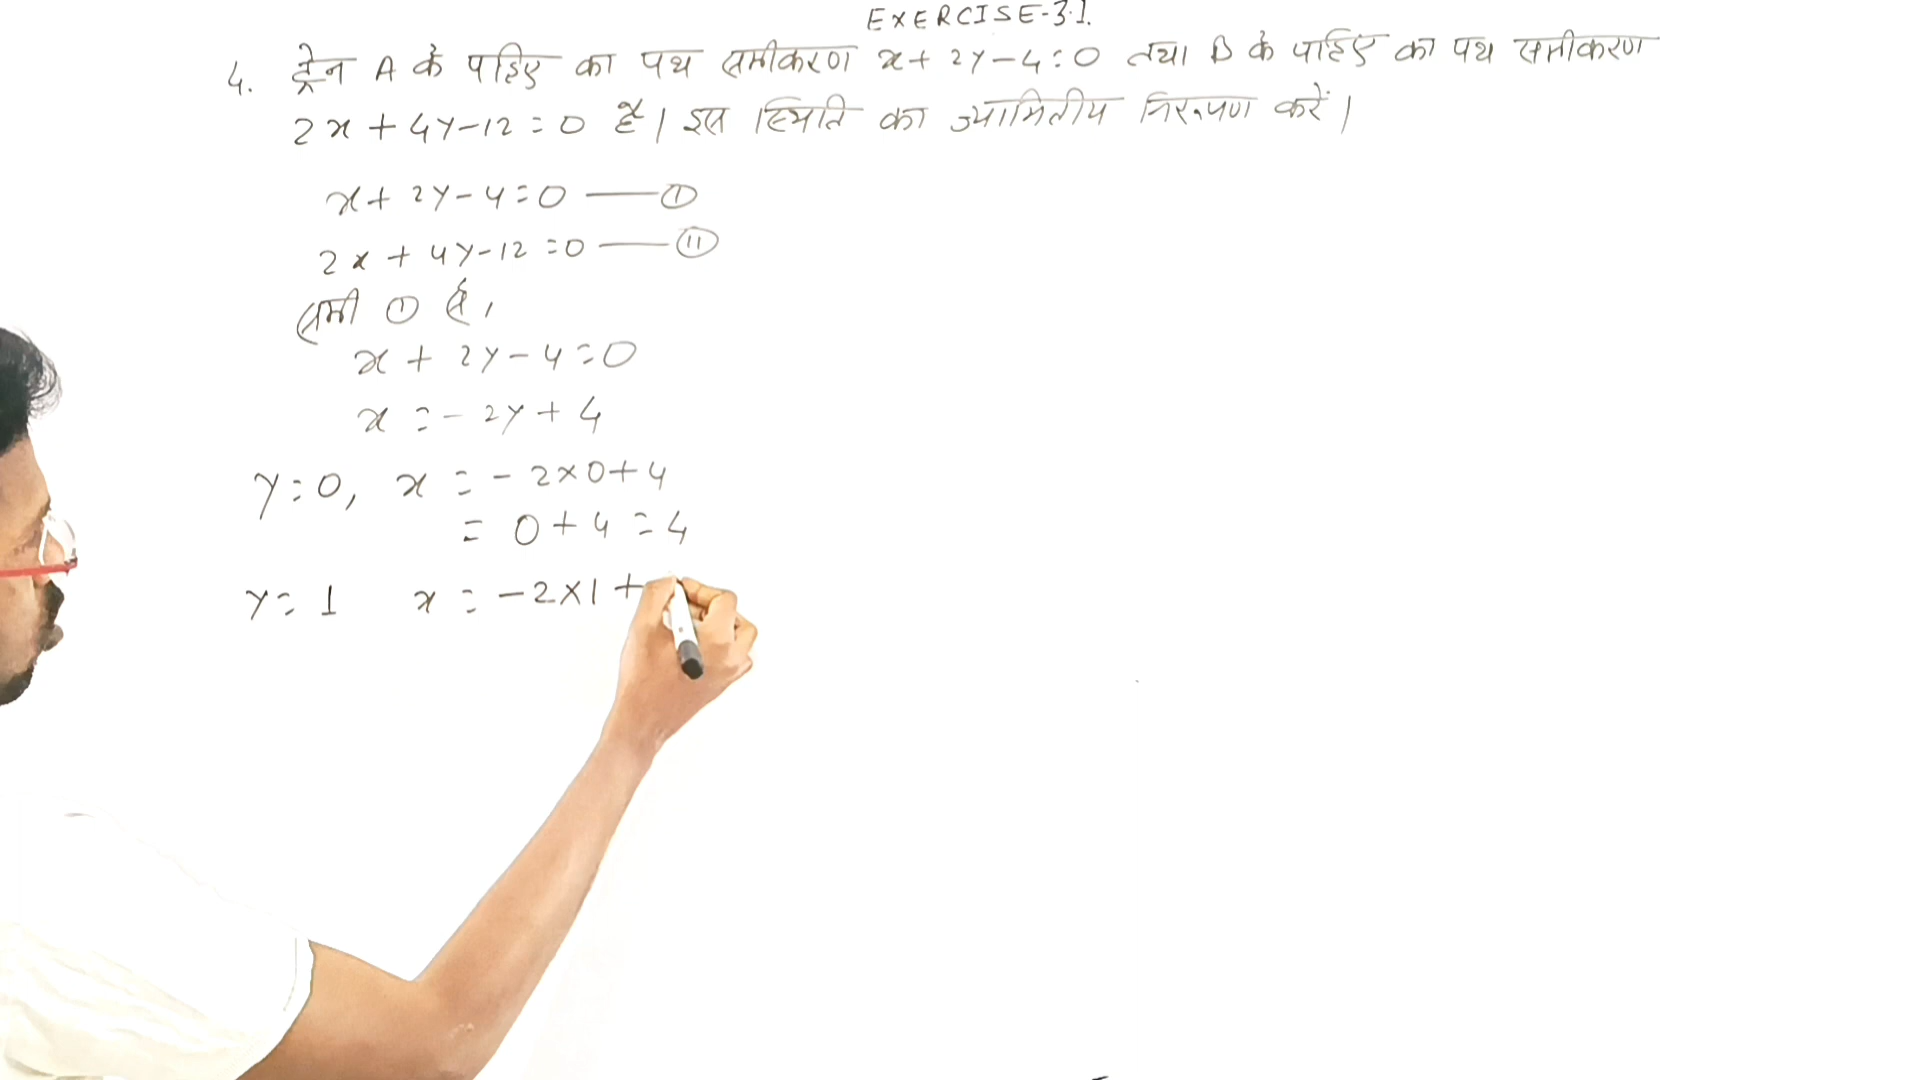 EXERCISE-3.1.
4. ट्रेन A के पहिए का पथ समीकरण x+2y-4=0 तथा B के पहिए का पथ समीकरण
2x+4y-12=0 है। इस स्थिति का ज्यामितीय निरूपण करें।
x+2y-4=0 —— ①
2x+4y-12=0 —— ⑪
समी ① से,
x+2y-4=0
x=-2y+4
y=0, x=-2×0+4
=0+4=4
y=1 x=-2×1+